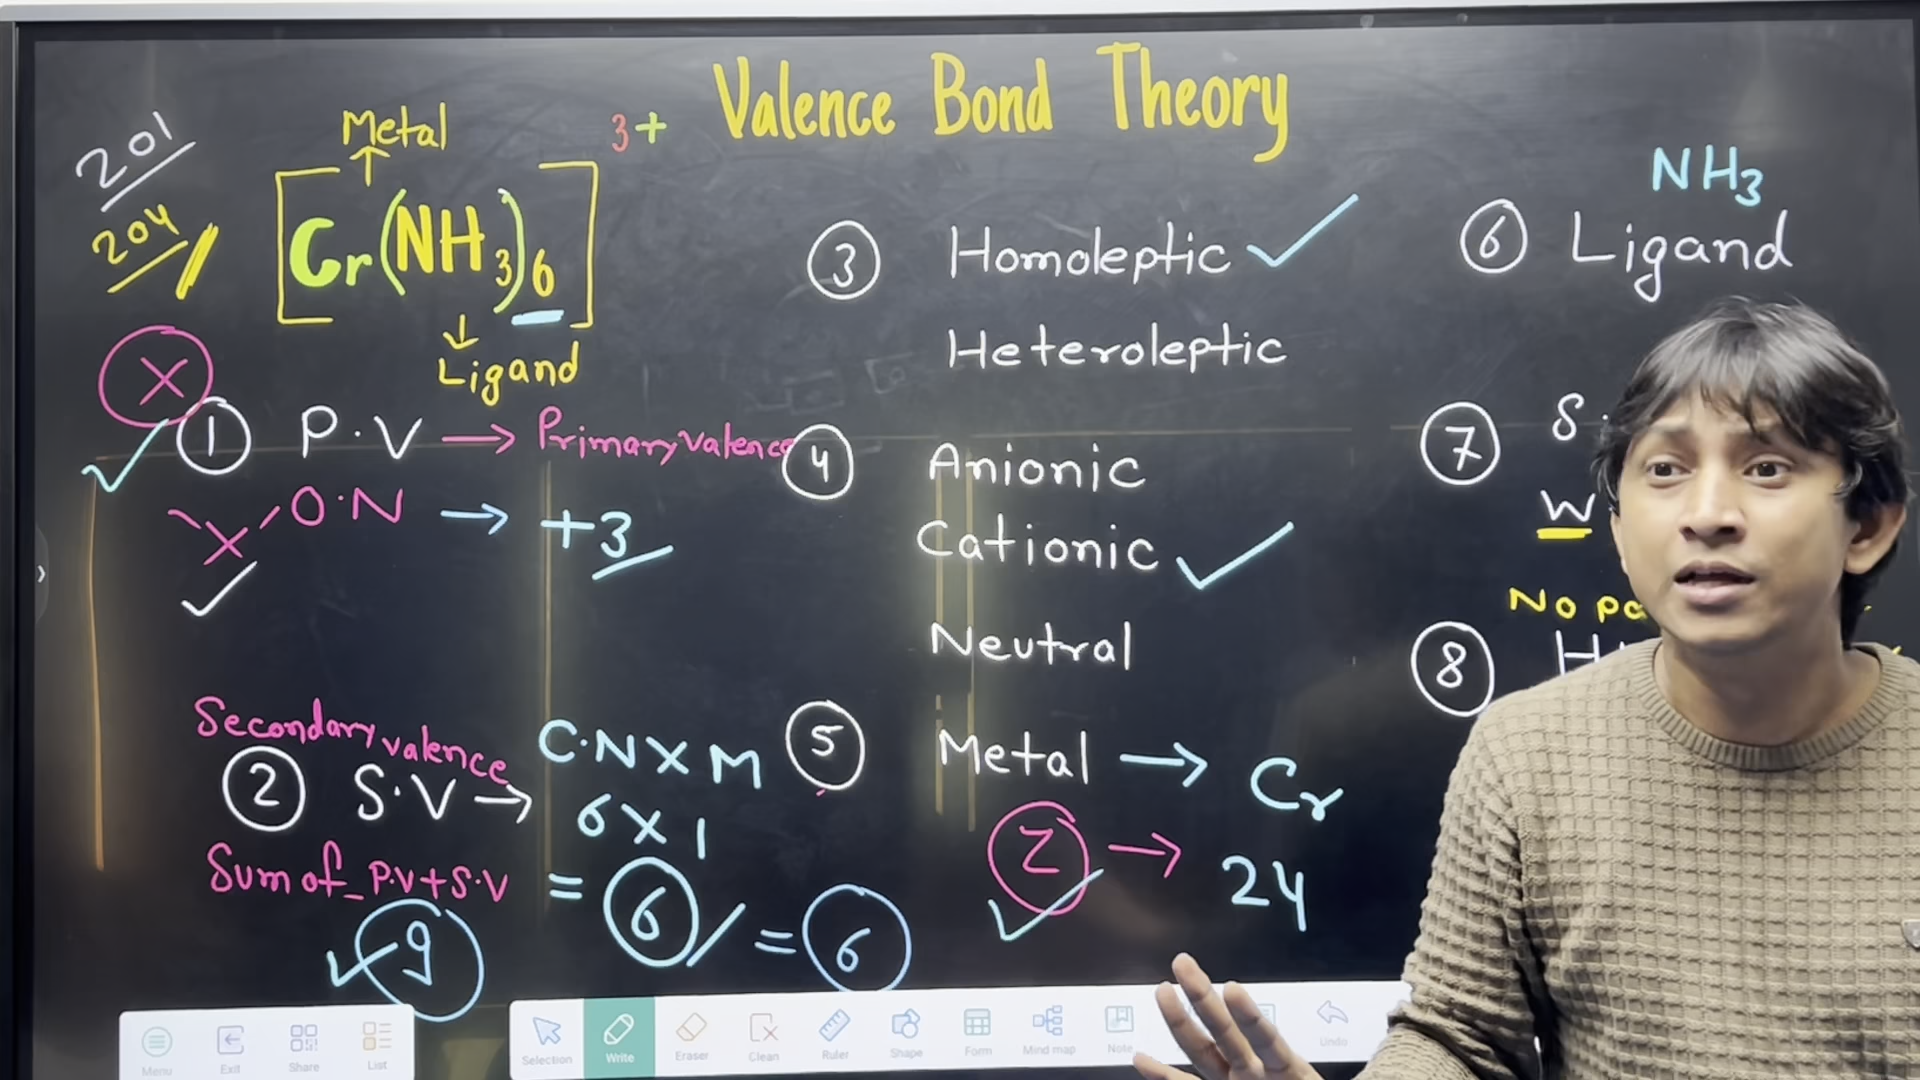 Valence Bond Theory
201
204
Metal
3+
[Cr(NH3)6]
Ligand
X
1 P.V → Primary valence
X O.N → +3
Secondary valence
2 S.V → C.N X M
6 X 1
= 6 = 6
Sum of P.V + S.V
9
3 Homoleptic
Heteroleptic
4 Anionic
Cationic
Neutral
5 Metal → Cr
Z → 24
NH3
6 Ligand
7 S.
W
No
8 H
Menu
Exit
Share
List
Selection
Write
Eraser
Clean
Ruler
Shape
Form
Mind map
Note
Undo